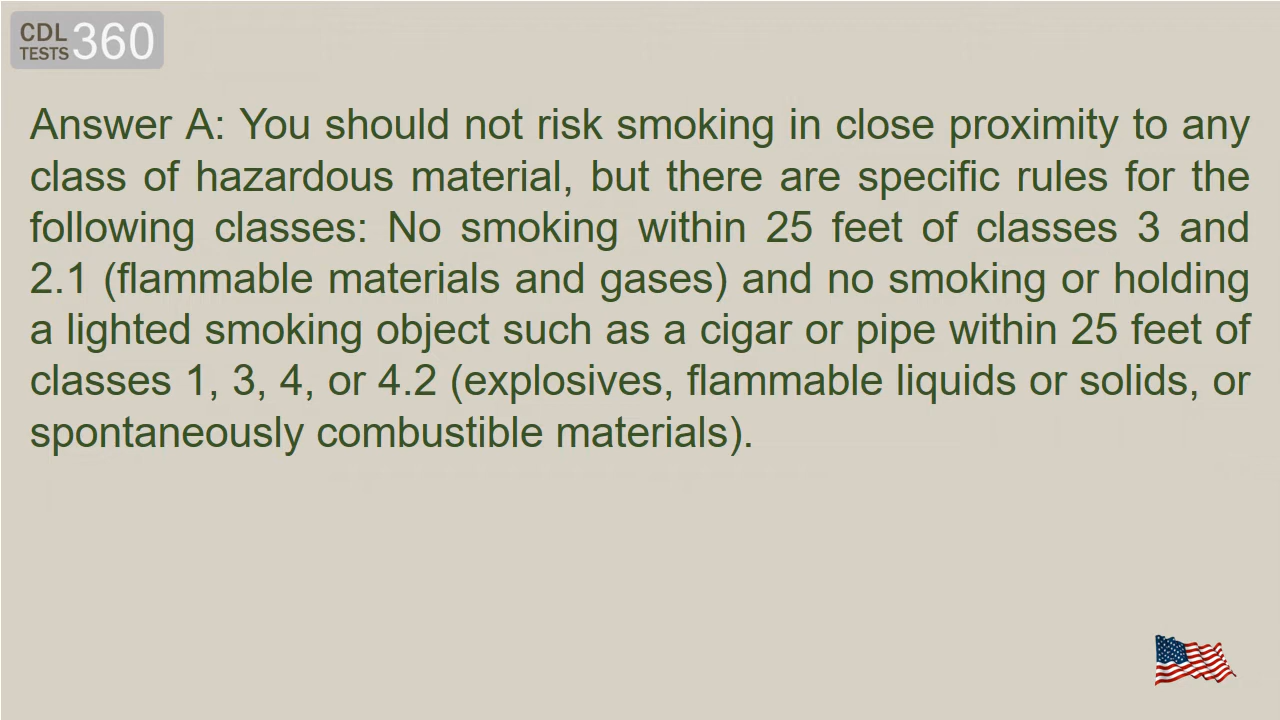 CDL
TESTS 360
Answer A: You should not risk smoking in close proximity to any
class of hazardous material, but there are specific rules for the
following classes: No smoking within 25 feet of classes 3 and
2.1 (flammable materials and gases) and no smoking or holding
a lighted smoking object such as a cigar or pipe within 25 feet of
classes 1, 3, 4, or 4.2 (explosives, flammable liquids or solids, or
spontaneously combustible materials).